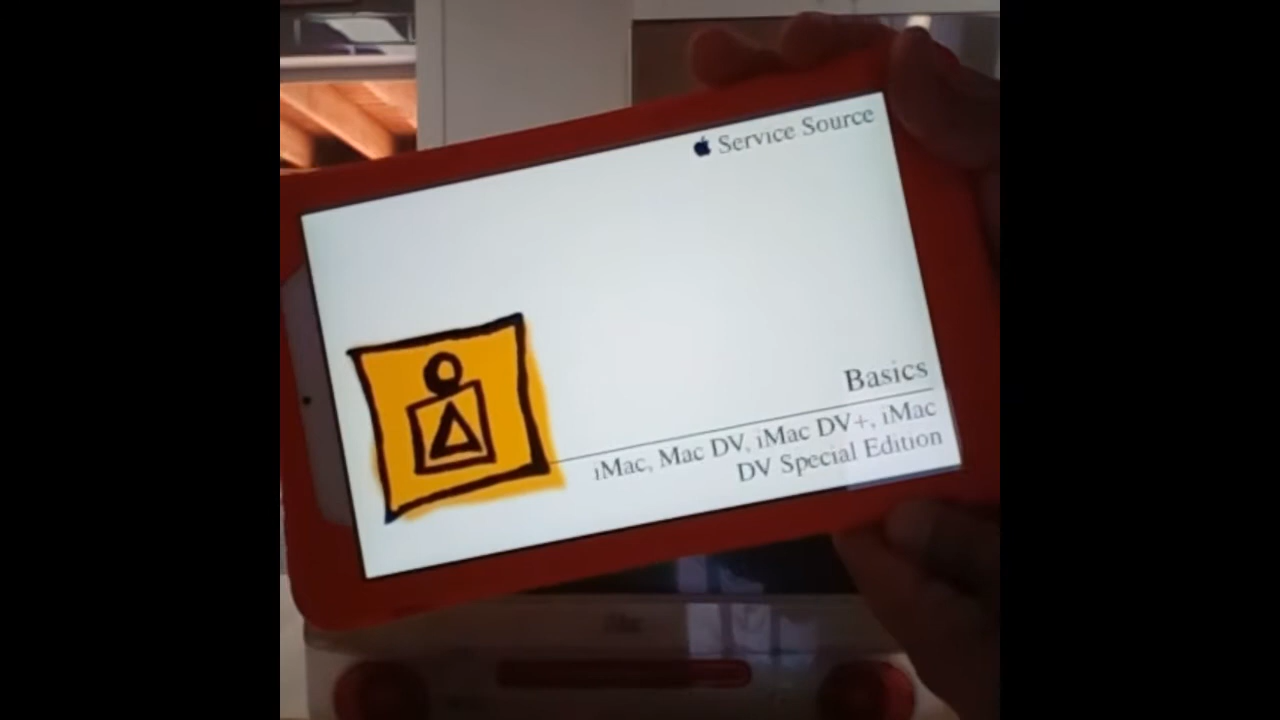 Service Source
Basics
iMac, Mac DV, iMac DV+, iMac
DV Special Edition